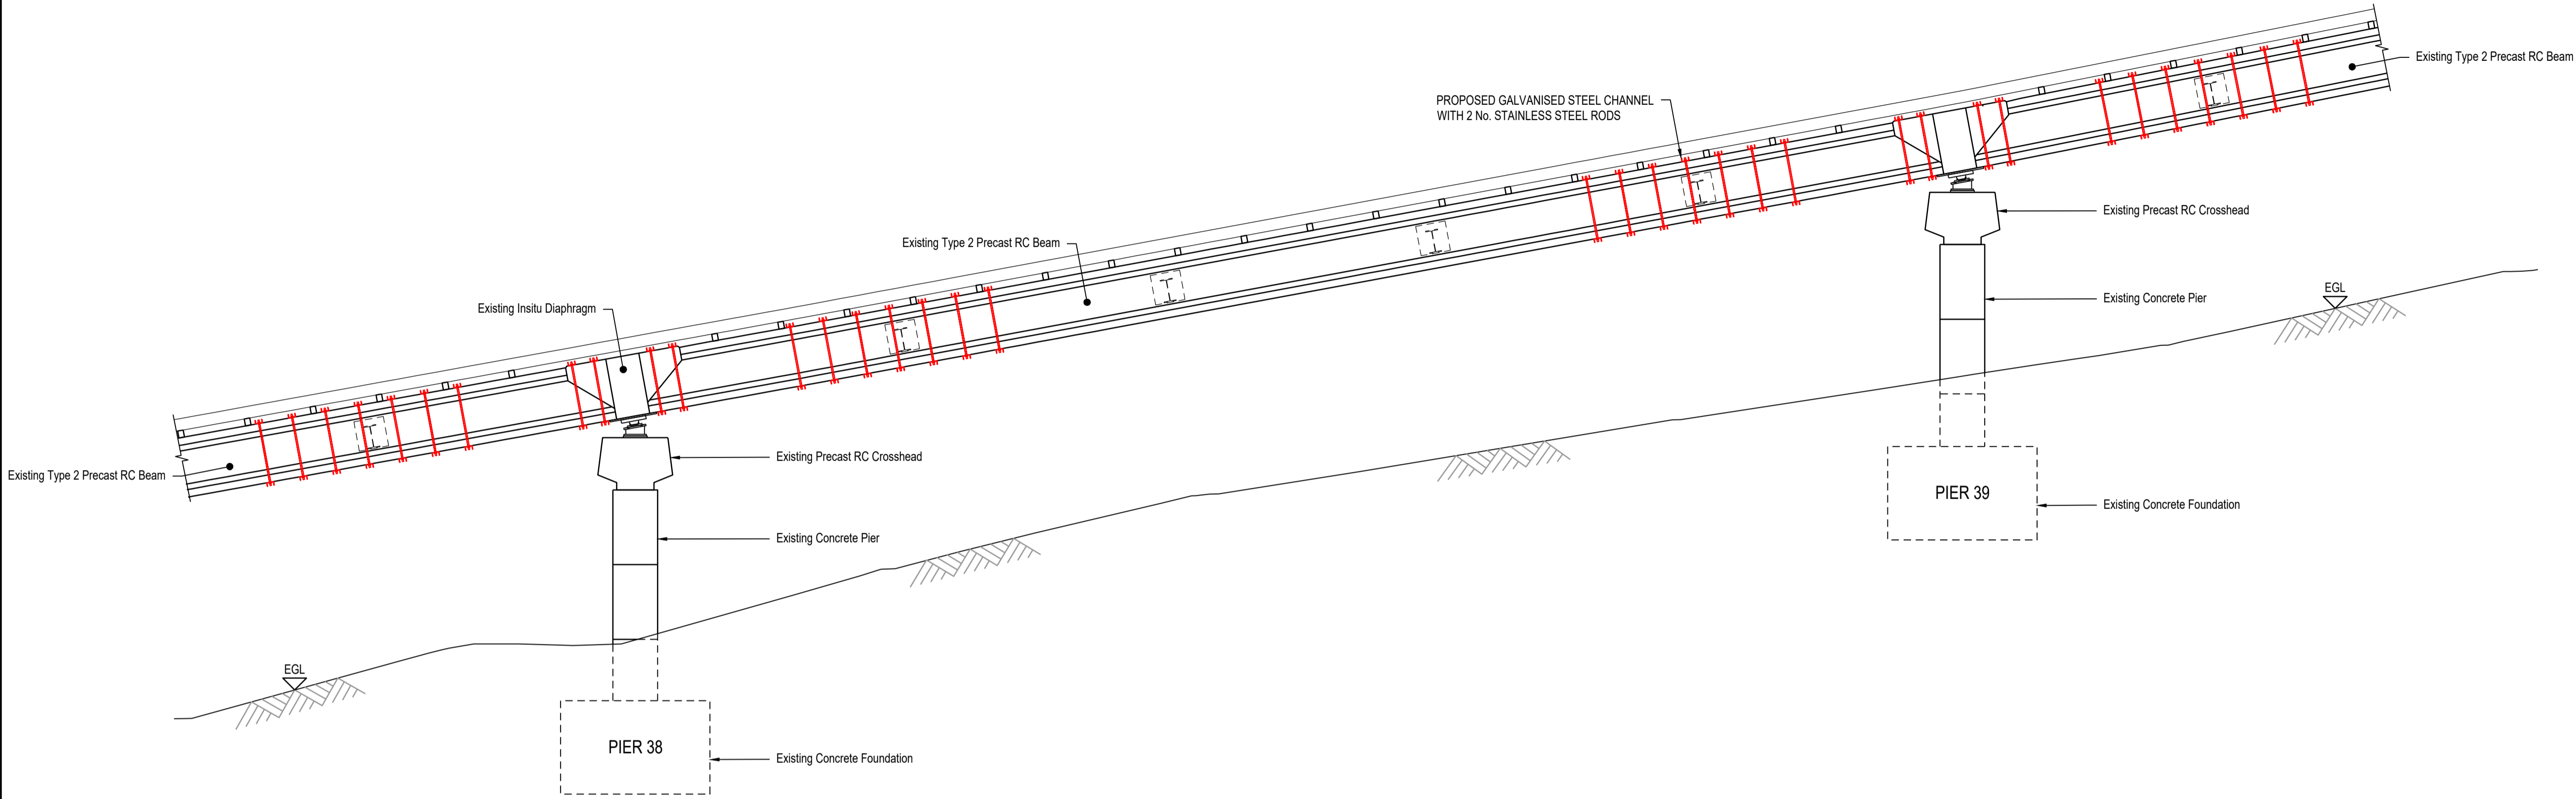 Existing Type 2 Precast RC Beam
PROPOSED GALVANISED STEEL CHANNEL
WITH 2 No. STAINLESS STEEL RODS
Existing Precast RC Crosshead
Existing Type 2 Precast RC Beam
EGL
Existing Concrete Pier
Existing Insitu Diaphragm
Existing Precast RC Crosshead
Existing Type 2 Precast RC Beam
PIER 39
Existing Concrete Foundation
Existing Concrete Pier
EGL
PIER 38
Existing Concrete Foundation